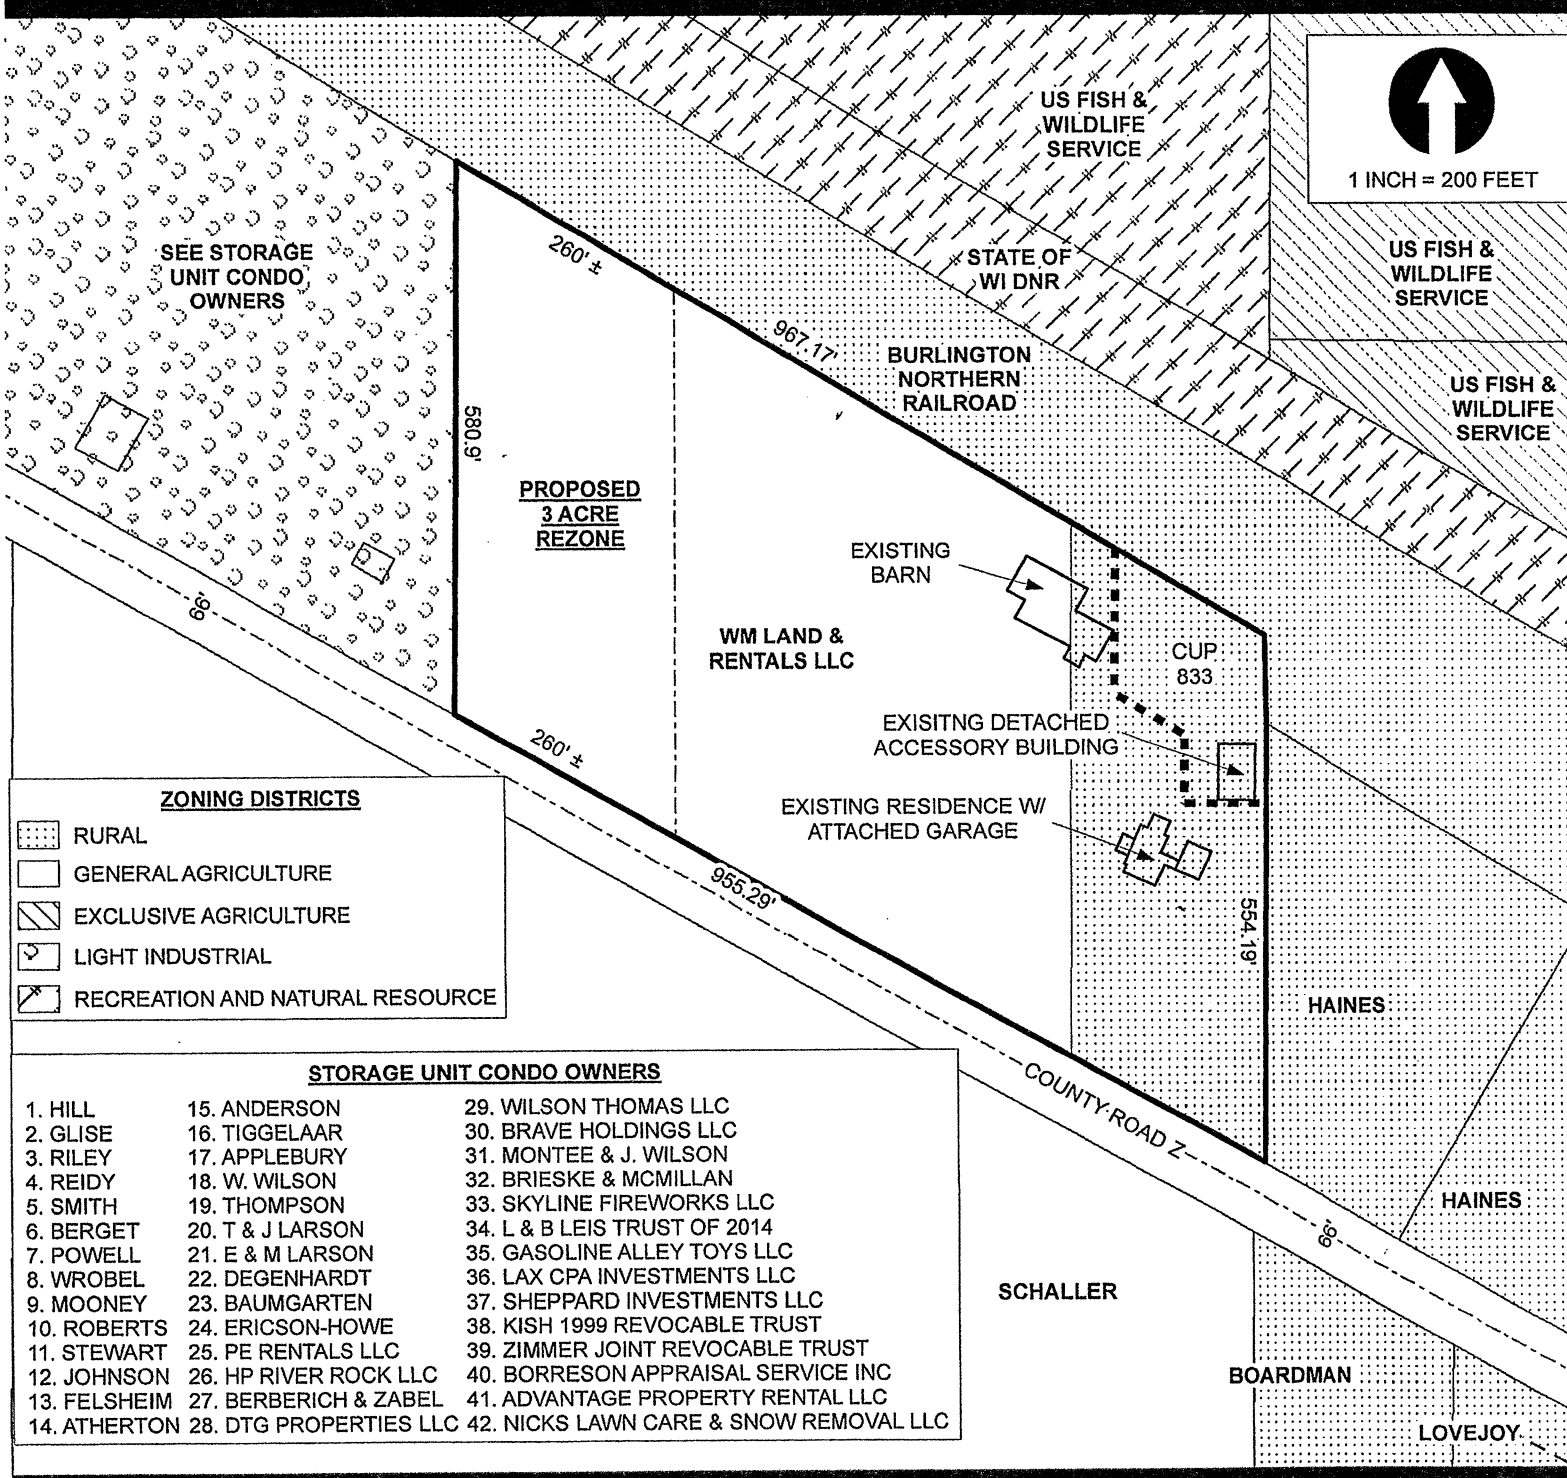 US FISH &
WILDLIFE
SERVICE
1 INCH = 200 FEET
SEE STORAGE
UNIT CONDO
OWNERS
260' ±
STATE OF
WI DNR
US FISH &
WILDLIFE
SERVICE
967.17'
BURLINGTON
NORTHERN
RAILROAD
US FISH &
WILDLIFE
SERVICE
580.9'
PROPOSED
3 ACRE
REZONE
EXISTING
BARN
66'
WM LAND &
RENTALS LLC
CUP
833
EXISITNG DETACHED
ACCESSORY BUILDING
260' ±
EXISTING RESIDENCE W/
ATTACHED GARAGE
955.29'
554.19'
ZONING DISTRICTS
RURAL
GENERAL AGRICULTURE
EXCLUSIVE AGRICULTURE
LIGHT INDUSTRIAL
RECREATION AND NATURAL RESOURCE
HAINES
COUNTY ROAD Z
HAINES
66'
STORAGE UNIT CONDO OWNERS
1. HILL
2. GLISE
3. RILEY
4. REIDY
5. SMITH
6. BERGET
7. POWELL
8. WROBEL
9. MOONEY
10. ROBERTS
11. STEWART
12. JOHNSON
13. FELSHEIM
14. ATHERTON
15. ANDERSON
16. TIGGELAAR
17. APPLEBURY
18. W. WILSON
19. THOMPSON
20. T & J LARSON
21. E & M LARSON
22. DEGENHARDT
23. BAUMGARTEN
24. ERICSON-HOWE
25. PE RENTALS LLC
26. HP RIVER ROCK LLC
27. BERBERICH & ZABEL
28. DTG PROPERTIES LLC
29. WILSON THOMAS LLC
30. BRAVE HOLDINGS LLC
31. MONTEE & J. WILSON
32. BRIESKE & MCMILLAN
33. SKYLINE FIREWORKS LLC
34. L & B LEIS TRUST OF 2014
35. GASOLINE ALLEY TOYS LLC
36. LAX CPA INVESTMENTS LLC
37. SHEPPARD INVESTMENTS LLC
38. KISH 1999 REVOCABLE TRUST
39. ZIMMER JOINT REVOCABLE TRUST
40. BORRESON APPRAISAL SERVICE INC
41. ADVANTAGE PROPERTY RENTAL LLC
42. NICKS LAWN CARE & SNOW REMOVAL LLC
SCHALLER
BOARDMAN
LOVEJOY